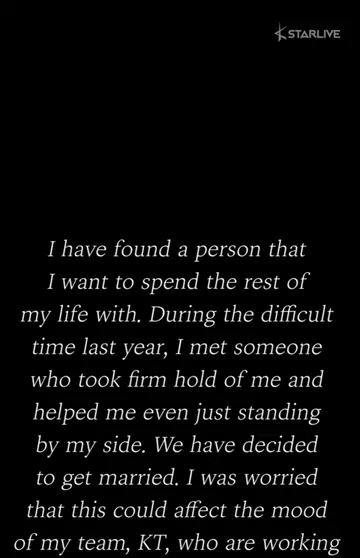 STARLIVE
I have found a person that
I want to spend the rest of
my life with. During the difficult
time last year, I met someone
who took firm hold of me and
helped me even just standing
by my side. We have decided
to get married. I was worried
that this could affect the mood
of my team, KT, who are working